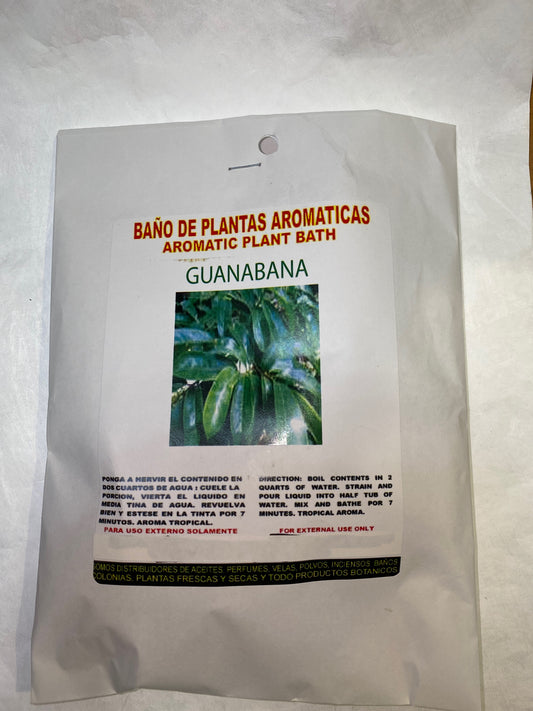 BAÑO DE PLANTAS AROMATICAS
AROMATIC PLANT BATH
GUANABANA
PONGA A HERVIR EL CONTENIDO EN
DOS CUARTOS DE AGUA : CUELE LA
PORCION, VIERTA EL LIQUIDO EN
MEDIA TINA DE AGUA. REVUELVA
BIEN Y ESTESE EN LA TINTA POR 7
MINUTOS. AROMA TROPICAL.
PARA USO EXTERNO SOLAMENTE
DIRECTION: BOIL CONTENTS IN 2
QUARTS OF WATER. STRAIN AND
POUR LIQUID INTO HALF TUB OF
WATER. MIX AND BATHE FOR 7
MINUTES. TROPICAL AROMA.
FOR EXTERNAL USE ONLY
SOMOS DISTRIBUIDORES DE ACEITES, PERFUMES, VELAS, POLVOS, INCIENSOS, BAÑOS
COLONIAS, PLANTAS FRESCAS Y SECAS Y TODO PRODUCTOS BOTANICOS